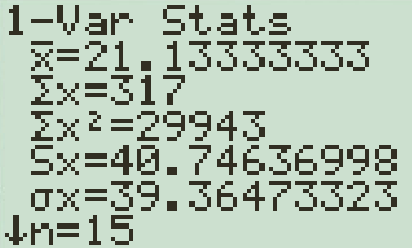 1-Var Stats
x̄=21.13333333
Σx=317
Σx²=29943
Sx=40.74636998
σx=39.36473323
↓n=15